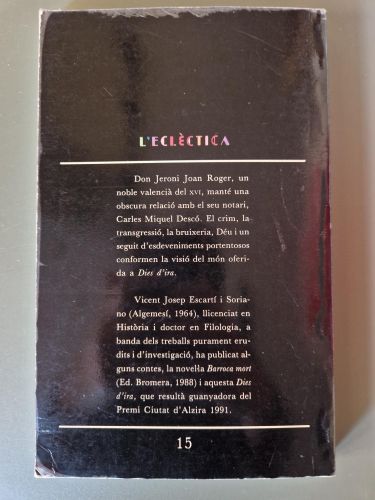 L'ECLÈCTICA
Don Jeroni Joan Roger, un
noble valencià del XVI, manté una
obscura relació amb el seu notari,
Carles Miquel Descó. El crim, la
transgressió, la bruixeria, Déu i un
seguit d'esdeveniments portentosos
conformen la visió del món oferi-
da a Dies d'ira.
Vicent Josep Escartí i Soria-
no (Algemesí, 1964), llicenciat en
Història i doctor en Filologia, a
banda dels treballs purament eru-
dits i d'investigació, ha publicat al-
guns contes, la novel·la Barroca mort
(Ed. Bromera, 1988) i aquesta Dies
d'ira, que resultà guanyadora del
Premi Ciutat d'Alzira 1991.
15